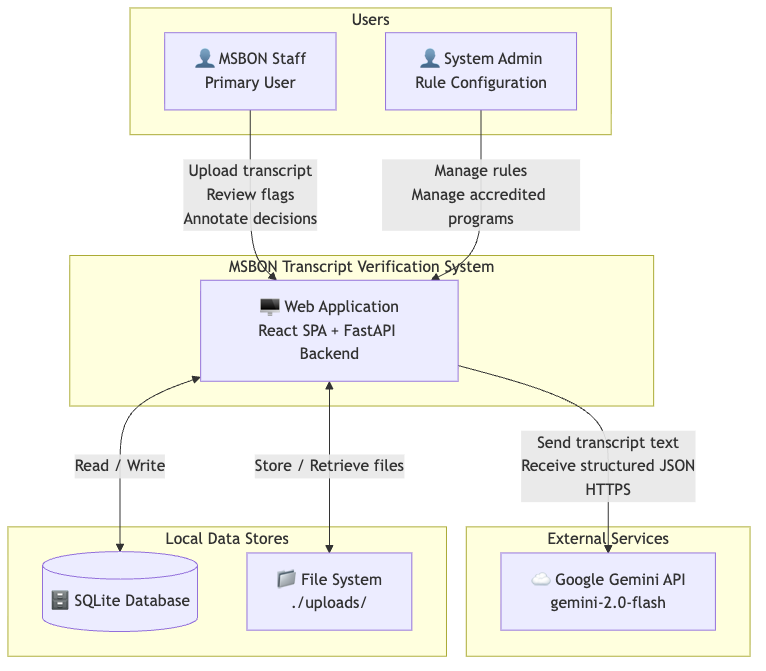 Users
MSBON Staff
Primary User
System Admin
Rule Configuration
Upload transcript
Review flags
Annotate decisions
Manage rules
Manage accredited
programs
MSBON Transcript Verification System
Web Application
React SPA + FastAPI
Backend
Read / Write
Store / Retrieve files
Send transcript text
Receive structured JSON
HTTPS
Local Data Stores
SQLite Database
File System
./uploads/
External Services
Google Gemini API
gemini-2.0-flash